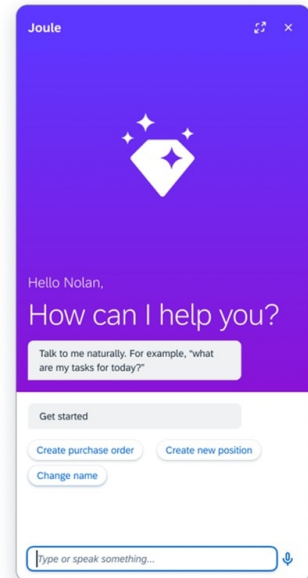 Joule
Hello Nolan,
How can I help you?
Talk to me naturally. For example, "what
are my tasks for today?"
Get started
Create purchase order
Create new position
Change name
Type or speak something...